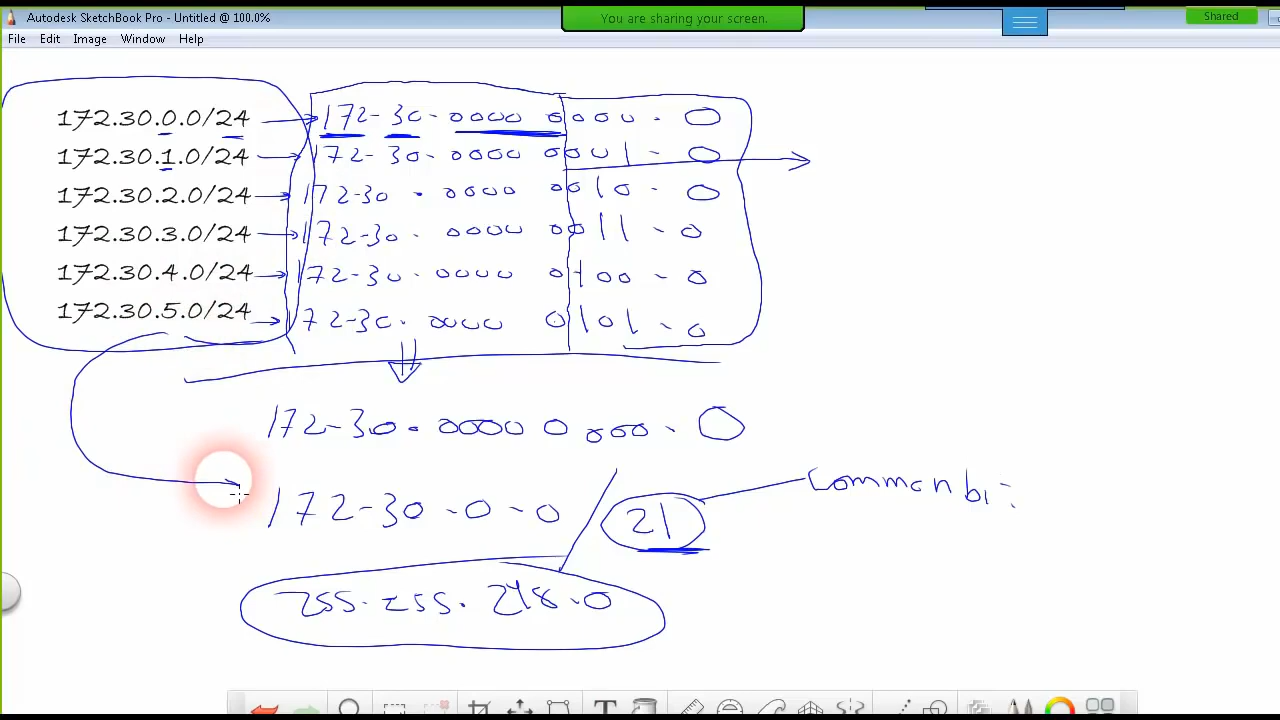 Autodesk SketchBook Pro - Untitled @ 100.0%
You are sharing your screen.
Shared
File Edit Image Window Help
172.30.0.0/24 172-30-0000 0000.0
172.30.1.0/24 172-30-0000 0001-0
172.30.2.0/24 172-30.0000 0010-0
172.30.3.0/24 172-30.0000 0011-0
172.30.4.0/24 172-30.0000 0100-0
172.30.5.0/24 172-30.0000 0101-0
172-30.0000 0000.0
172-30-0-0/21 Common bi
255.255.248.0